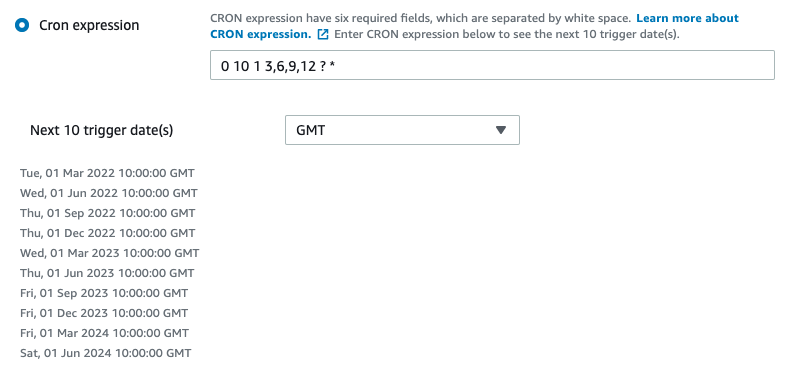 Cron expression
CRON expression have six required fields, which are separated by white space. Learn more about
CRON expression. Enter CRON expression below to see the next 10 trigger date(s).
0 10 1 3,6,9,12 ? *
Next 10 trigger date(s)
GMT
Tue, 01 Mar 2022 10:00:00 GMT
Wed, 01 Jun 2022 10:00:00 GMT
Thu, 01 Sep 2022 10:00:00 GMT
Thu, 01 Dec 2022 10:00:00 GMT
Wed, 01 Mar 2023 10:00:00 GMT
Thu, 01 Jun 2023 10:00:00 GMT
Fri, 01 Sep 2023 10:00:00 GMT
Fri, 01 Dec 2023 10:00:00 GMT
Fri, 01 Mar 2024 10:00:00 GMT
Sat, 01 Jun 2024 10:00:00 GMT